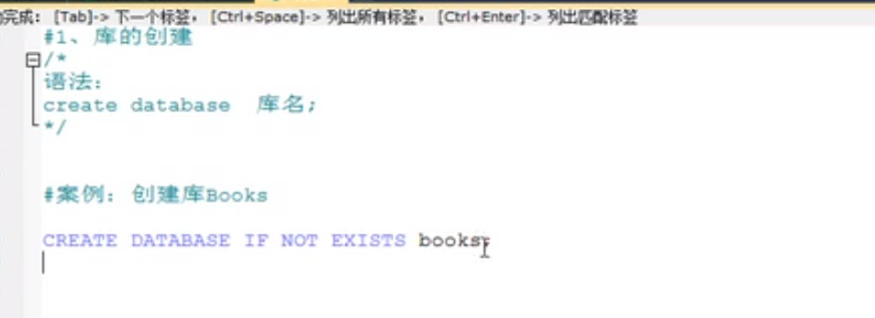 完成: [Tab]-> 下一个标签, [Ctrl+Space]-> 列出所有标签, [Ctrl+Enter]-> 列出匹配标签
#1、库的创建
/*
语法：
create database  库名;
*/
#案例：创建库Books
CREATE DATABASE IF NOT EXISTS books;